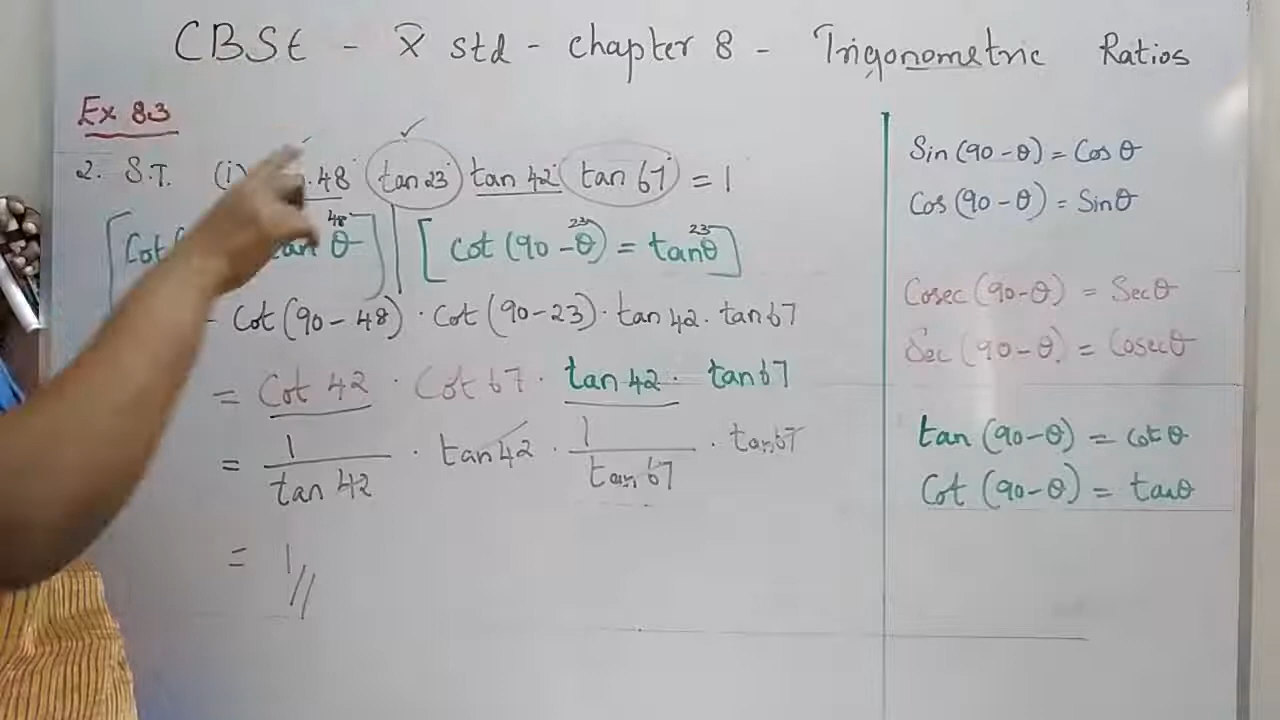 CBSE - X std - chapter 8 - Trigonometric Ratios
Ex 8.3
2. S.T. (i) 48° tan 23° tan 42° tan 67° = 1
48
tan θ] [cot (90 - θ) = tan θ]
23 23
cot (90 - 48) · cot (90 - 23) · tan 42 · tan 67
= cot 42 · cot 67 · tan 42 · tan 67
= 1/tan 42 · tan 42 · 1/tan 67 · tan 67
= 1//
Sin (90 - θ) = Cos θ
Cos (90 - θ) = Sin θ
Cosec (90 - θ) = Sec θ
Sec (90 - θ) = Cosec θ
tan (90 - θ) = cot θ
Cot (90 - θ) = tan θ